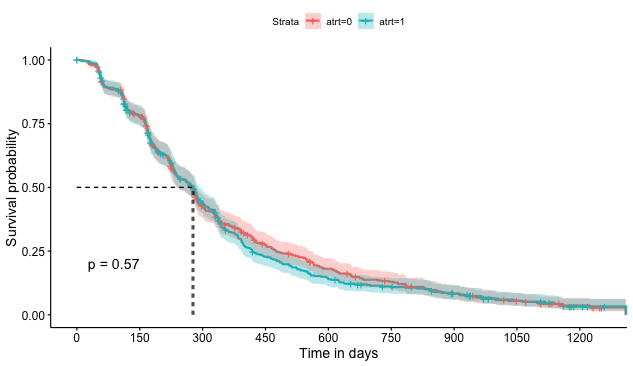 Strata atrt=0 atrt=1
1.00
0.75
0.50
0.25
0.00
Survival probability
p = 0.57
0 150 300 450 600 750 900 1050 1200
Time in days